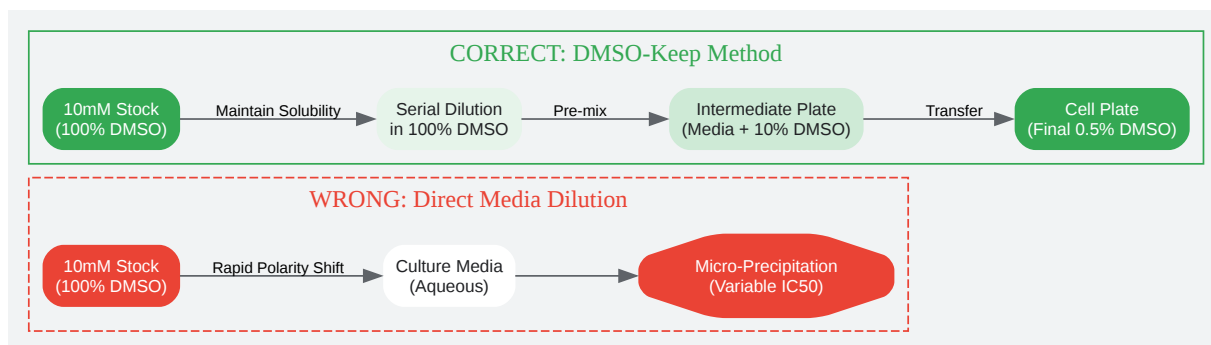 CORRECT: DMSO-Keep Method
10mM Stock
(100% DMSO)
Maintain Solubility
Serial Dilution
in 100% DMSO
Pre-mix
Intermediate Plate
(Media + 10% DMSO)
Transfer
Cell Plate
(Final 0.5% DMSO)
WRONG: Direct Media Dilution
10mM Stock
(100% DMSO)
Rapid Polarity Shift
Culture Media
(Aqueous)
Micro-Precipitation
(Variable IC50)